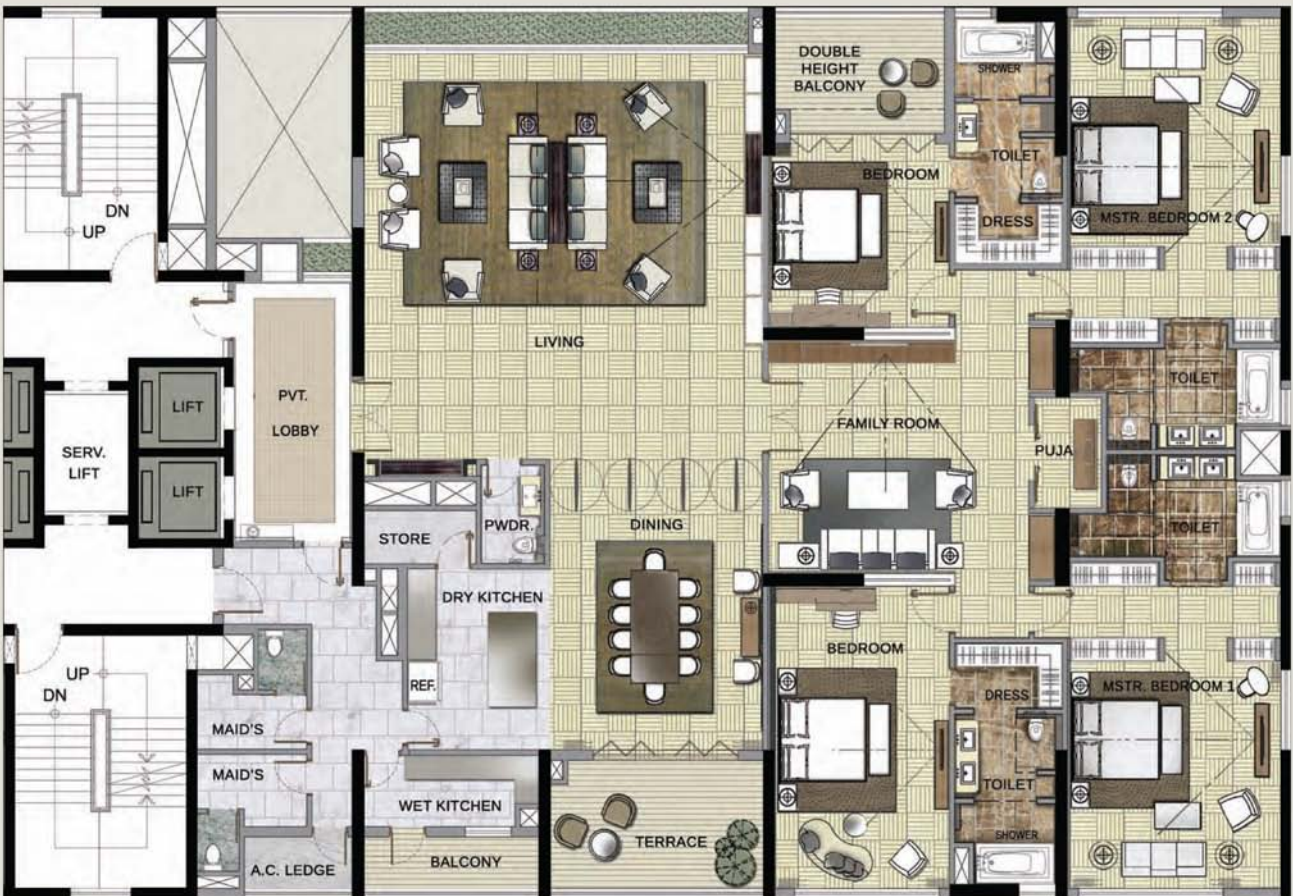 DOUBLE
HEIGHT
BALCONY
SHOWER
TOILET
BEDROOM
DRESS
MSTR. BEDROOM 2
DN
UP
LIVING
LIFT
PVT.
LOBBY
SERV.
LIFT
LIFT
TOILET
FAMILY ROOM
PUJA
TOILET
STORE
PWDR.
DINING
DRY KITCHEN
REF.
UP
DN
MAID'S
MAID'S
WET KITCHEN
A.C. LEDGE
BALCONY
TERRACE
BEDROOM
DRESS
MSTR. BEDROOM 1
TOILET
SHOWER